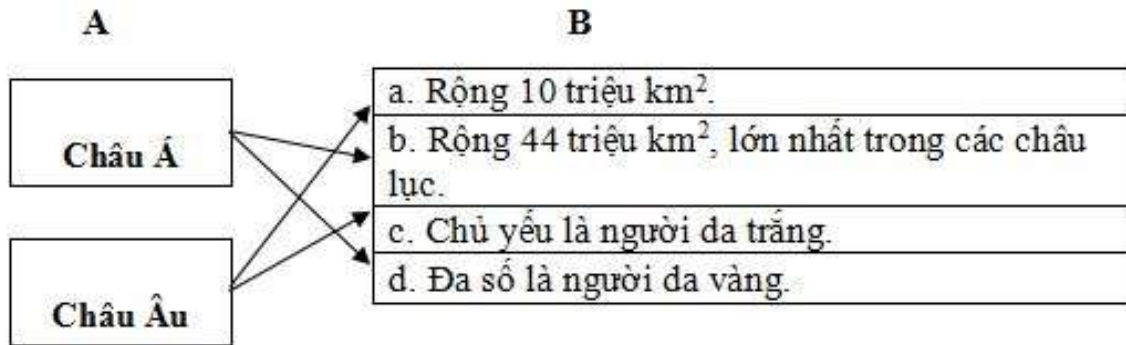 A B
a. Rộng 10 triệu km².
b. Rộng 44 triệu km², lớn nhất trong các châu
lục.
Châu Á
c. Chủ yếu là người da trắng.
d. Đa số là người da vàng.
Châu Âu